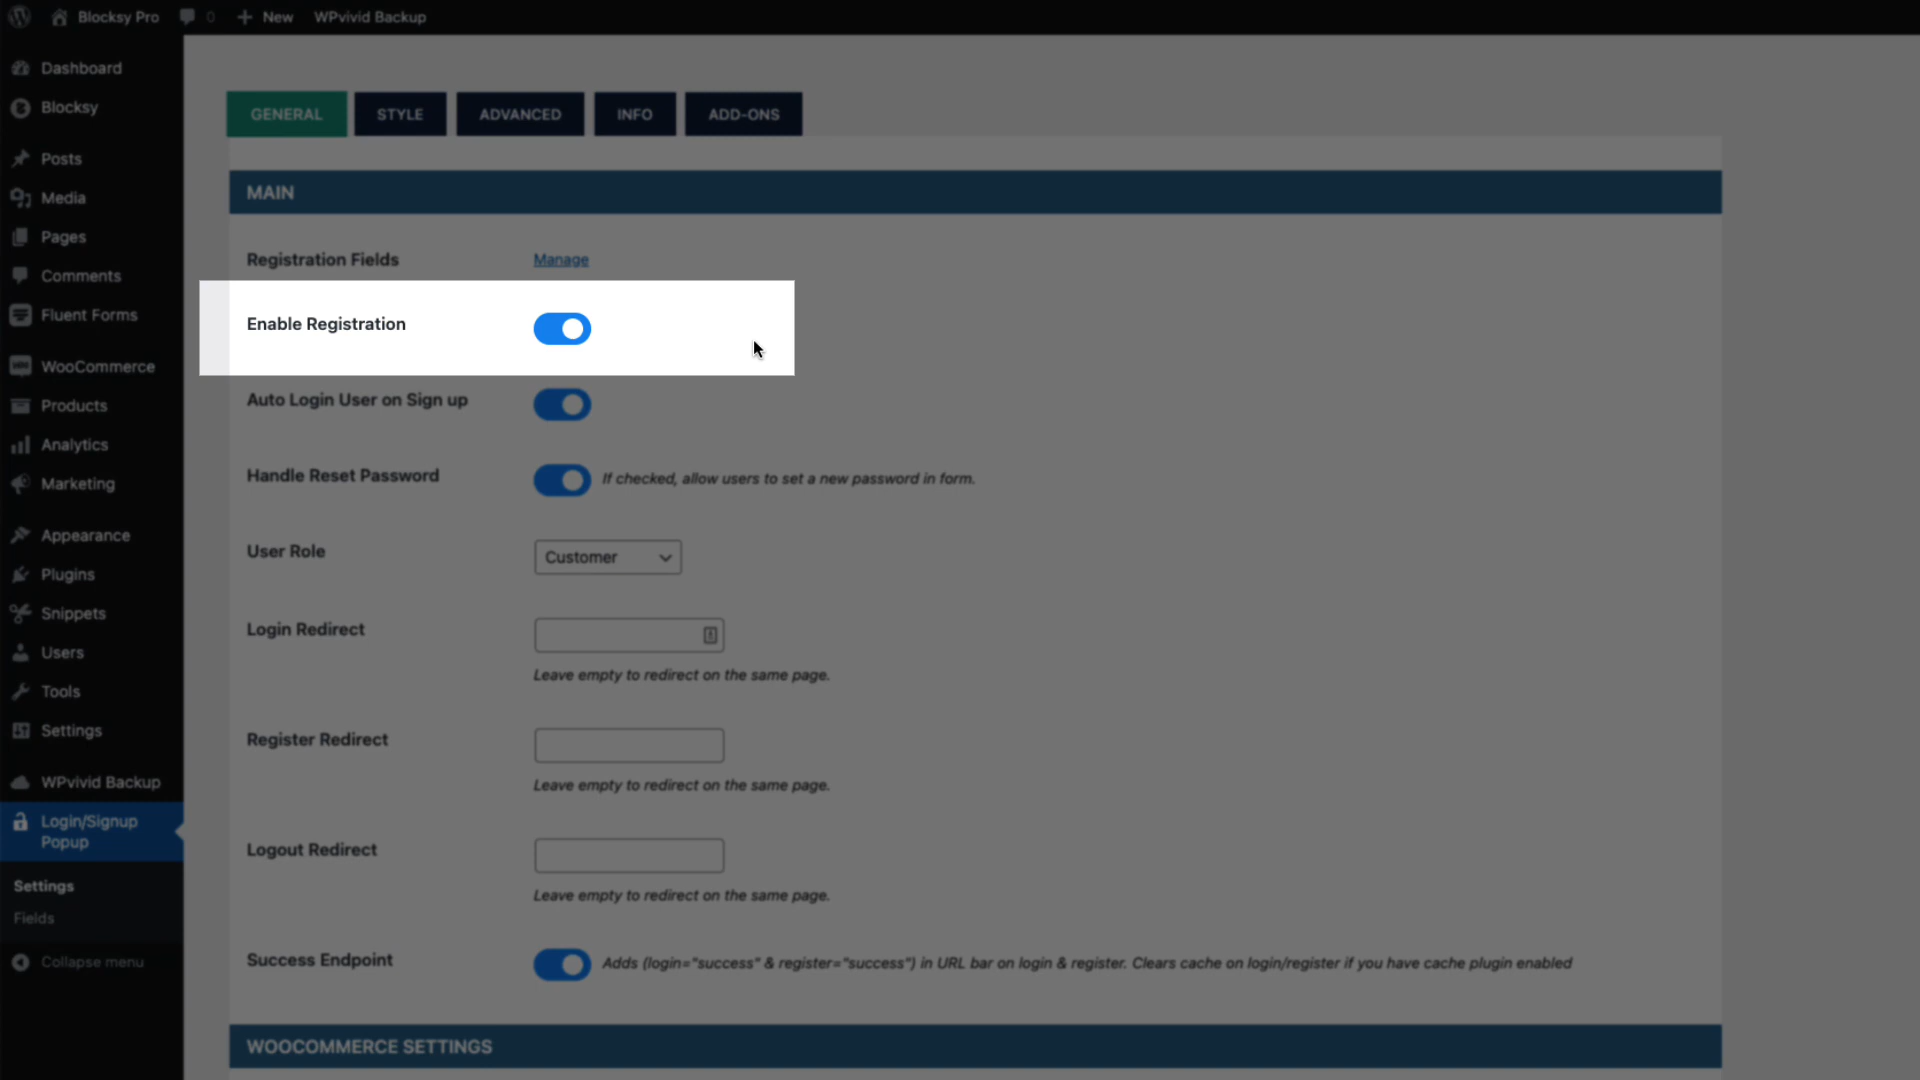 Blocksy Pro 0 New WPvivid Backup
Dashboard
Blocksy
Posts
Media
Pages
Comments
Fluent Forms
WooCommerce
Products
Analytics
Marketing
Appearance
Plugins
Snippets
Users
Tools
Settings
WPvivid Backup
Login/Signup
Popup
Settings
Fields
Collapse menu
GENERAL STYLE ADVANCED INFO ADD-ONS
MAIN
Registration Fields Manage
Enable Registration
Auto Login User on Sign up
Handle Reset Password If checked, allow users to set a new password in form.
User Role Customer
Login Redirect
Leave empty to redirect on the same page.
Register Redirect
Leave empty to redirect on the same page.
Logout Redirect
Leave empty to redirect on the same page.
Success Endpoint Adds (login="success" & register="success") in URL bar on login & register. Clears cache on login/register if you have cache plugin enabled
WOOCOMMERCE SETTINGS